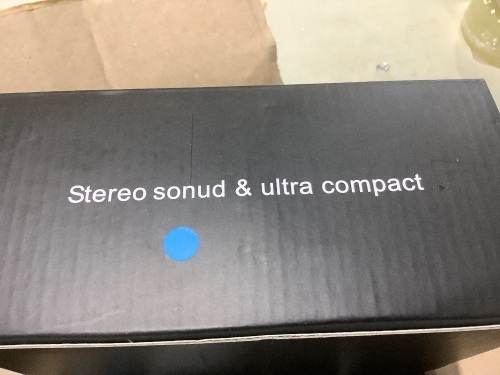 Stereo sonud & ultra compact